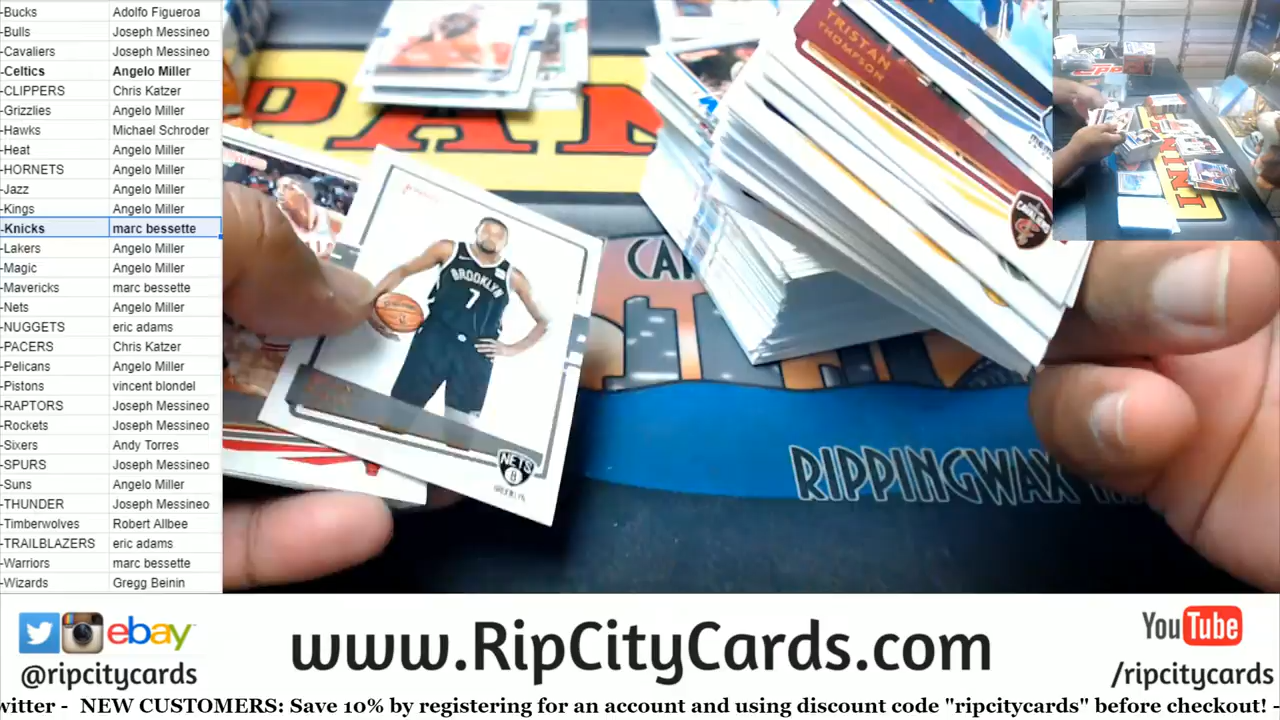 -Bucks Adolfo Figueroa
-Bulls Joseph Messineo
-Cavaliers Joseph Messineo
-Celtics Angelo Miller
-CLIPPERS Chris Katzer
-Grizzlies Angelo Miller
-Hawks Michael Schroder
-Heat Angelo Miller
-HORNETS Angelo Miller
-Jazz Angelo Miller
-Kings Angelo Miller
-Knicks marc bessette
-Lakers Angelo Miller
-Magic Angelo Miller
-Mavericks marc bessette
-Nets Angelo Miller
-NUGGETS eric adams
-PACERS Chris Katzer
-Pelicans Angelo Miller
-Pistons vincent blondel
-RAPTORS Joseph Messineo
-Rockets Joseph Messineo
-Sixers Andy Torres
-SPURS Joseph Messineo
-Suns Angelo Miller
-THUNDER Joseph Messineo
-Timberwolves Robert Allbee
-TRAILBLAZERS eric adams
-Warriors marc bessette
-Wizards Gregg Beinin
TRISTAN
THOMPSON
BROOKLYN
7
NETS
B
BROOKLYN
RIPPINGWAX
ebay
@ripcitycards
www.RipCityCards.com
YouTube
/ripcitycards
witter - NEW CUSTOMERS: Save 10% by registering for an account and using discount code "ripcitycards" before checkout! -